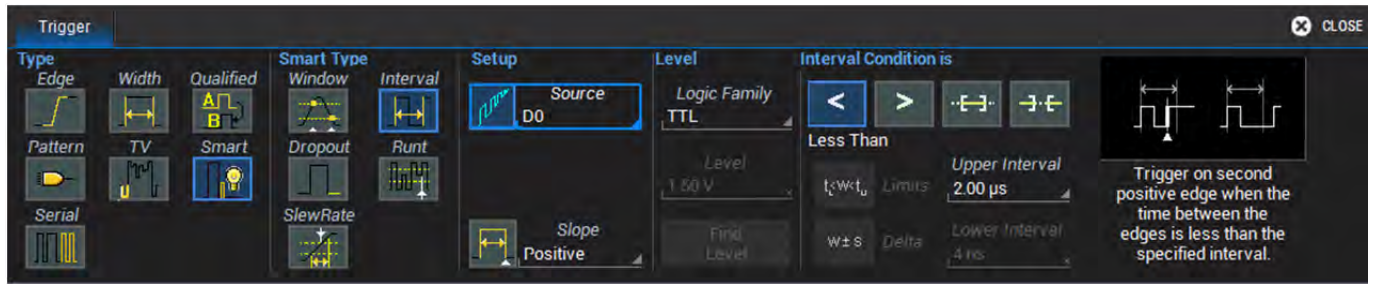 Trigger
CLOSE
Type
Edge
Width
Qualified
A
B
Pattern
TV
Smart
U
Serial
Smart Type
Window
Interval
Dropout
Runt
SlewRate
Setup
Source
D0
Slope
Positive
Level
Logic Family
TTL
Level
1.60 V
Find
Level
Interval Condition is
<
>
Less Than
tL<W<tu Limits
W±S Delta
Upper Interval
2.00 µs
Lower Interval
4 ns
Trigger on second
positive edge when the
time between the
edges is less than the
specified interval.